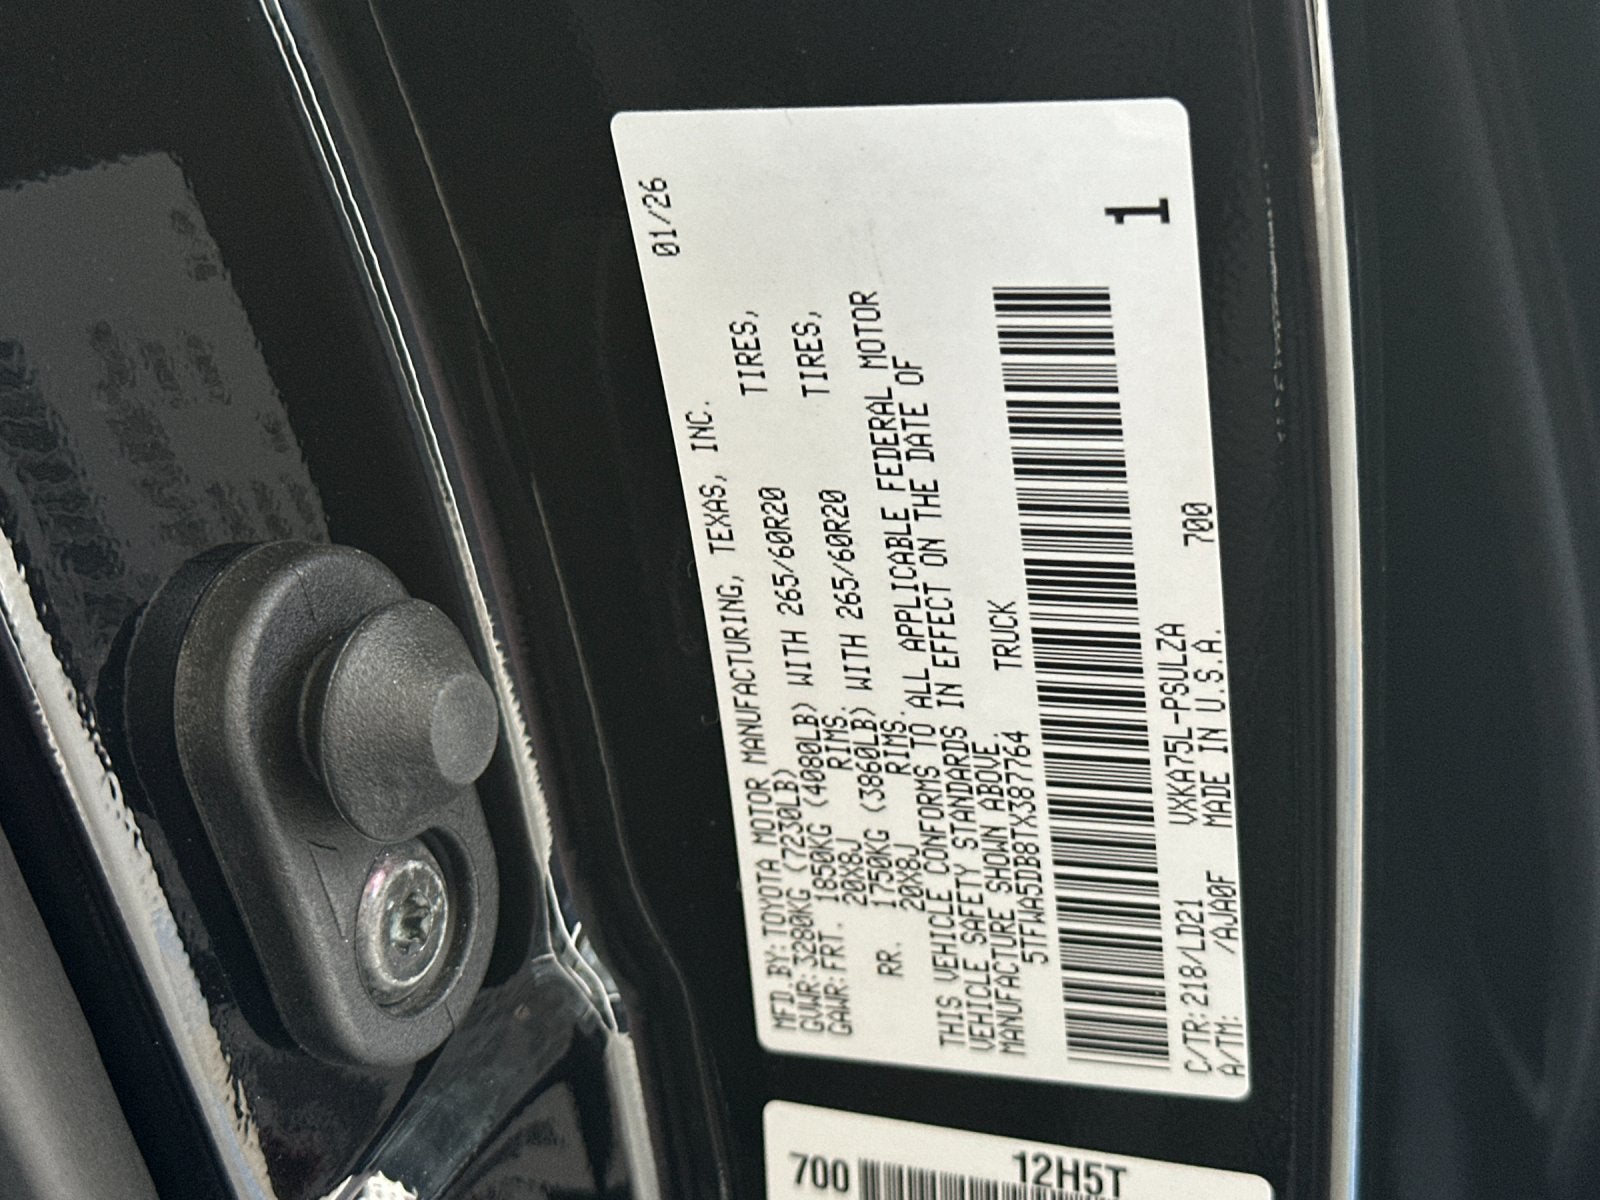 01/26
MFD.BY:TOYOTA MOTOR MANUFACTURING, TEXAS, INC.
GVWR:3280KG (7230LB)
GAWR:FRT. 1850KG (4080LB) WITH 265/60R20 TIRES,
20X8J RIMS.
RR. 1750KG (3860LB) WITH 265/60R20 TIRES,
20X8J RIMS.
THIS VEHICLE CONFORMS TO ALL APPLICABLE FEDERAL MOTOR
VEHICLE SAFETY STANDARDS IN EFFECT ON THE DATE OF
MANUFACTURE SHOWN ABOVE.
5TFWA5DB8TX387764 TRUCK
1
C/TR:218/LD21 VXKA75L-PSULZA 700
A/TM: /AJA0F MADE IN U.S.A.
700 12H5T